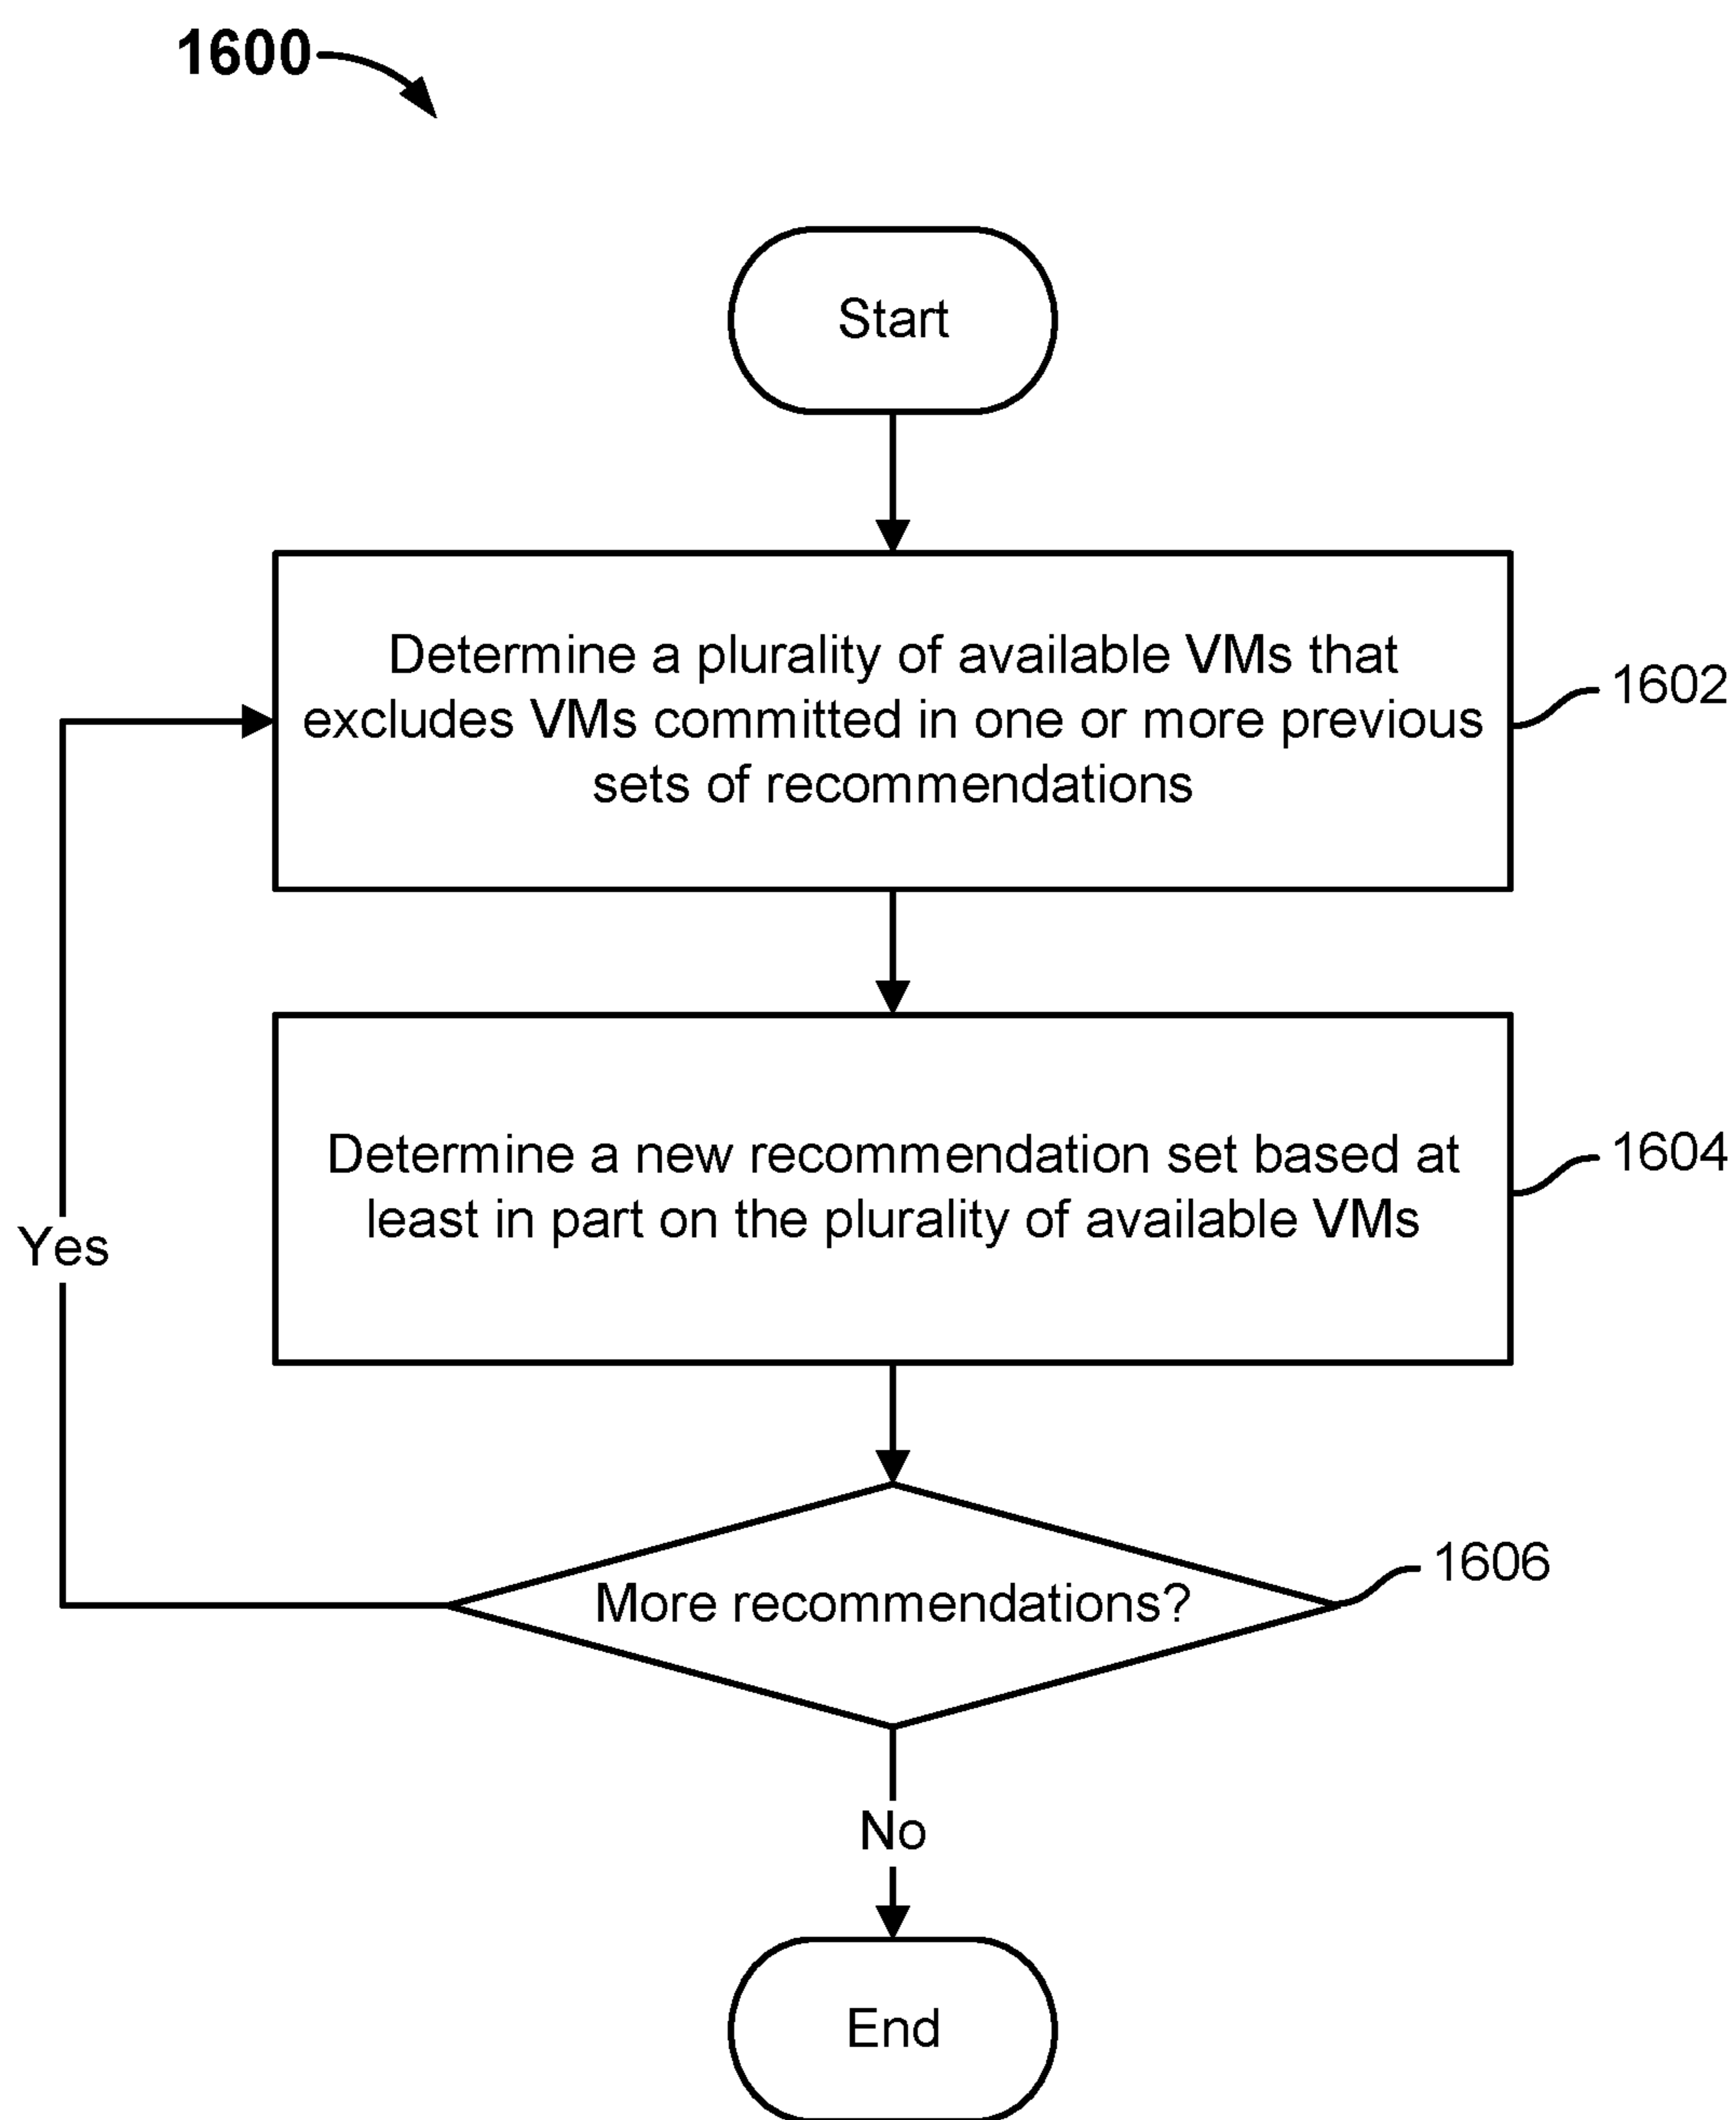 1600
Start
Determine a plurality of available VMs that
excludes VMs committed in one or more previous
sets of recommendations
1602
Determine a new recommendation set based at
least in part on the plurality of available VMs
1604
Yes
More recommendations?
1606
No
End